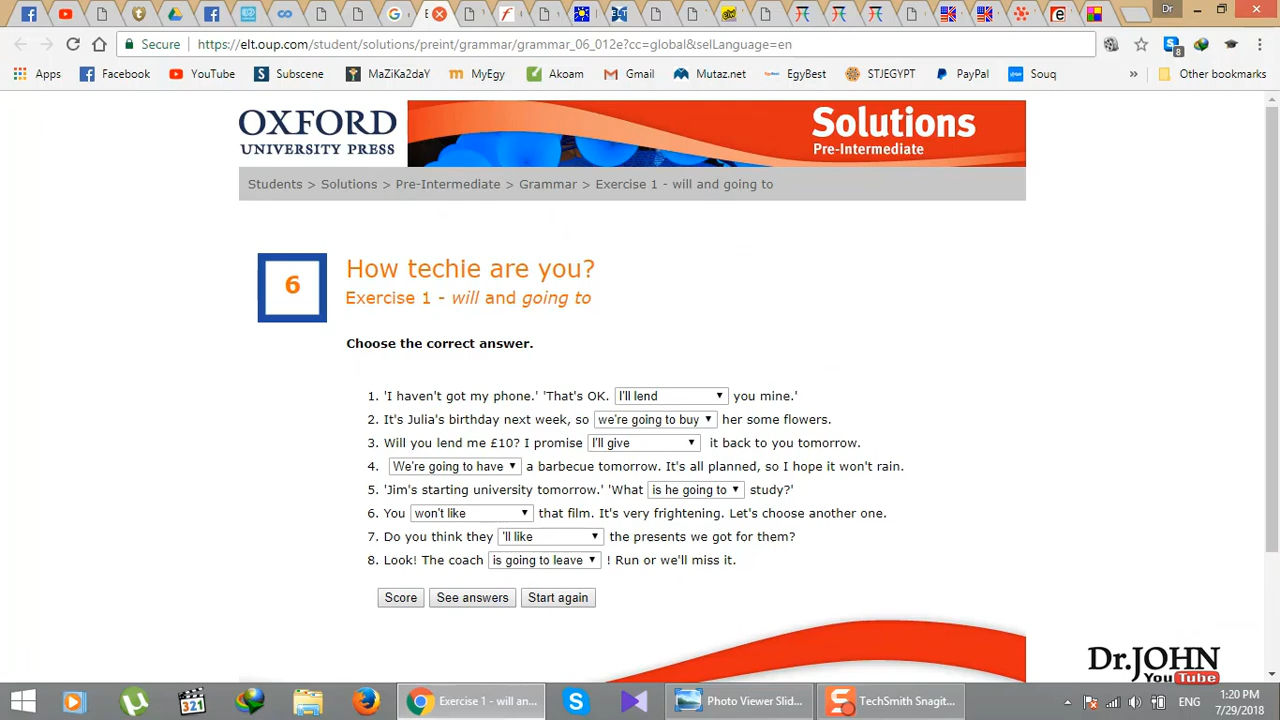 Dr
Secure
https://elt.oup.com/student/solutions/preint/grammar/grammar_06_012e?cc=global&selLanguage=en
8
Apps Facebook YouTube Subscene MaZiKa2daY MyEgy Akoam Gmail Mutaz.net EgyBest STJEGYPT PayPal Souq » Other bookmarks
OXFORD
UNIVERSITY PRESS
Solutions
Pre-Intermediate
Students > Solutions > Pre-Intermediate > Grammar > Exercise 1 - will and going to
6
How techie are you?
Exercise 1 - will and going to
Choose the correct answer.
1. 'I haven't got my phone.' 'That's OK. I'll lend you mine.'
2. It's Julia's birthday next week, so we're going to buy her some flowers.
3. Will you lend me £10? I promise I'll give it back to you tomorrow.
4. We're going to have a barbecue tomorrow. It's all planned, so I hope it won't rain.
5. 'Jim's starting university tomorrow.' 'What is he going to study?'
6. You won't like that film. It's very frightening. Let's choose another one.
7. Do you think they 'll like the presents we got for them?
8. Look! The coach is going to leave ! Run or we'll miss it.
Score See answers Start again
Dr.JOHN
YouTube
321
Exercise 1 - will an... Photo Viewer Slid... TechSmith Snagit... ENG
1:20 PM
7/29/2018